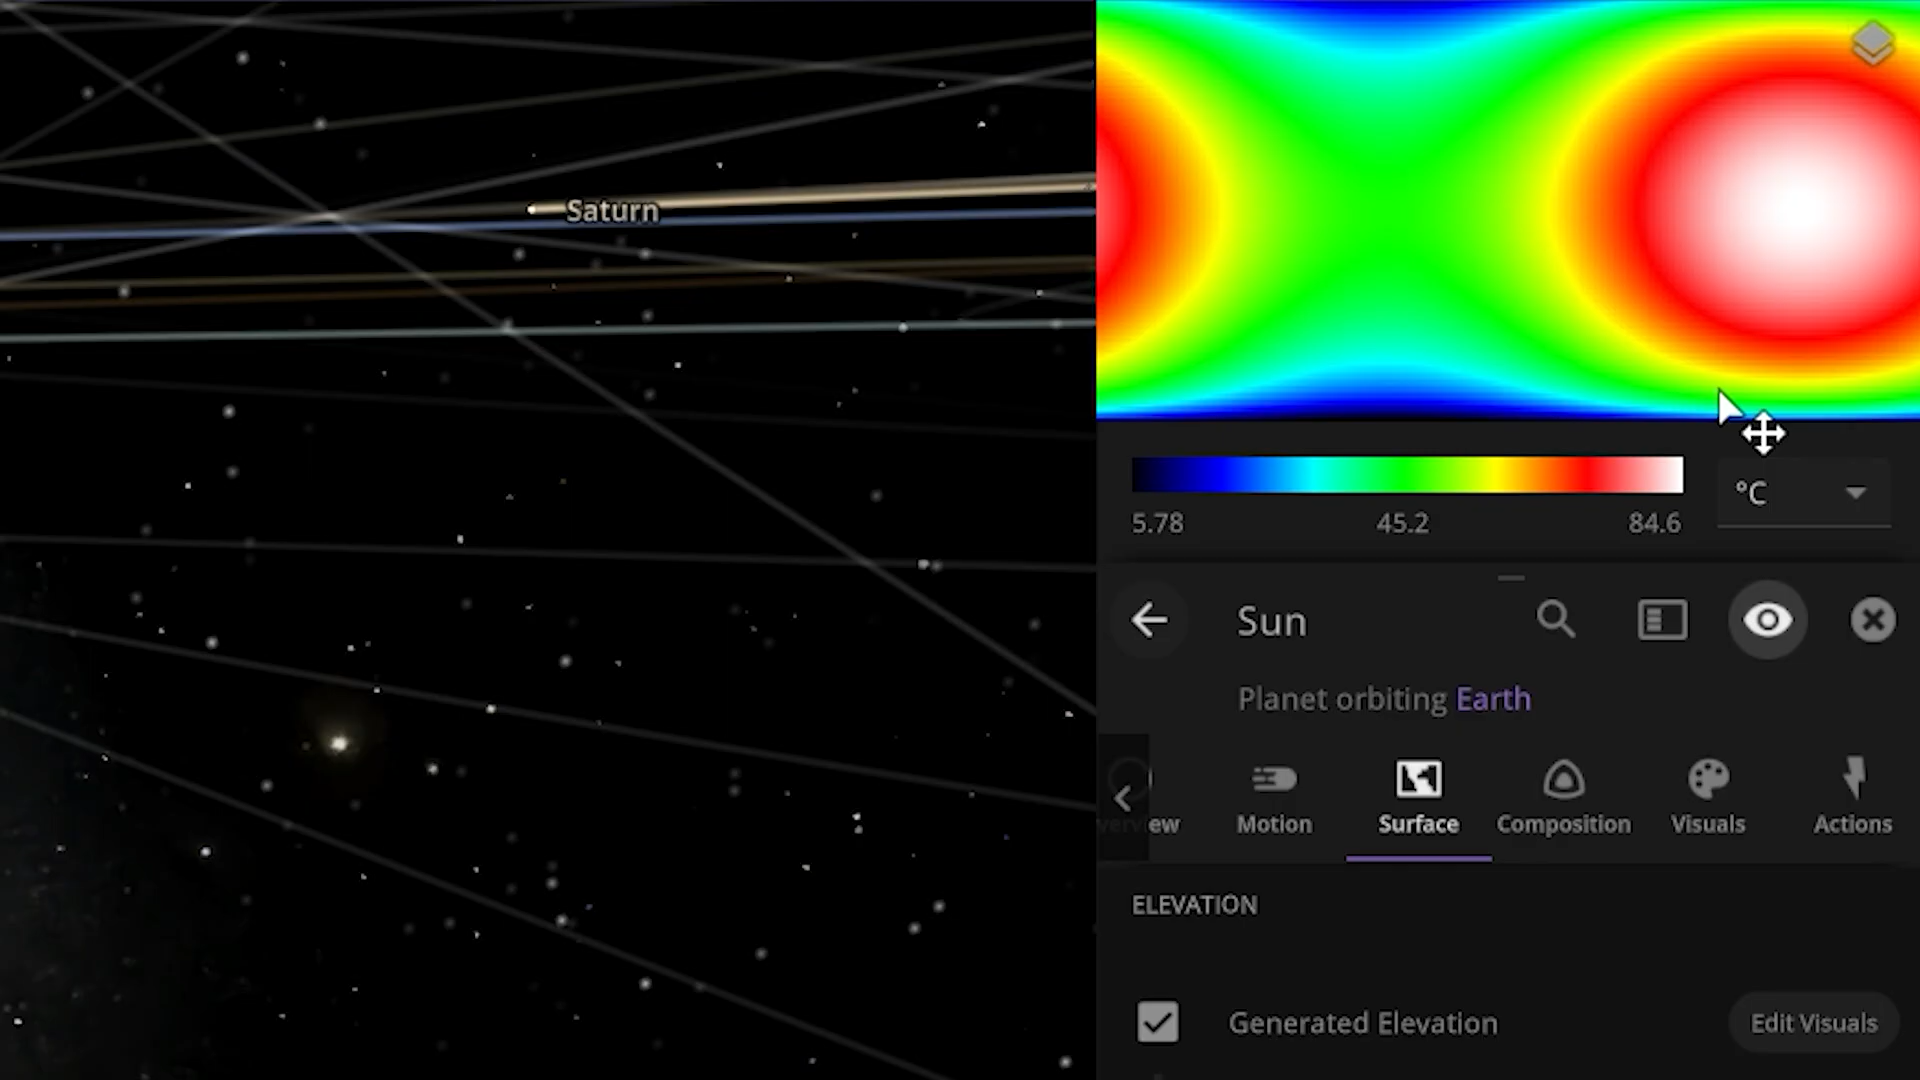 Saturn
5.78 45.2 84.6
°C
Sun
Planet orbiting Earth
ew Motion Surface Composition Visuals Actions
ELEVATION
Generated Elevation
Edit Visuals